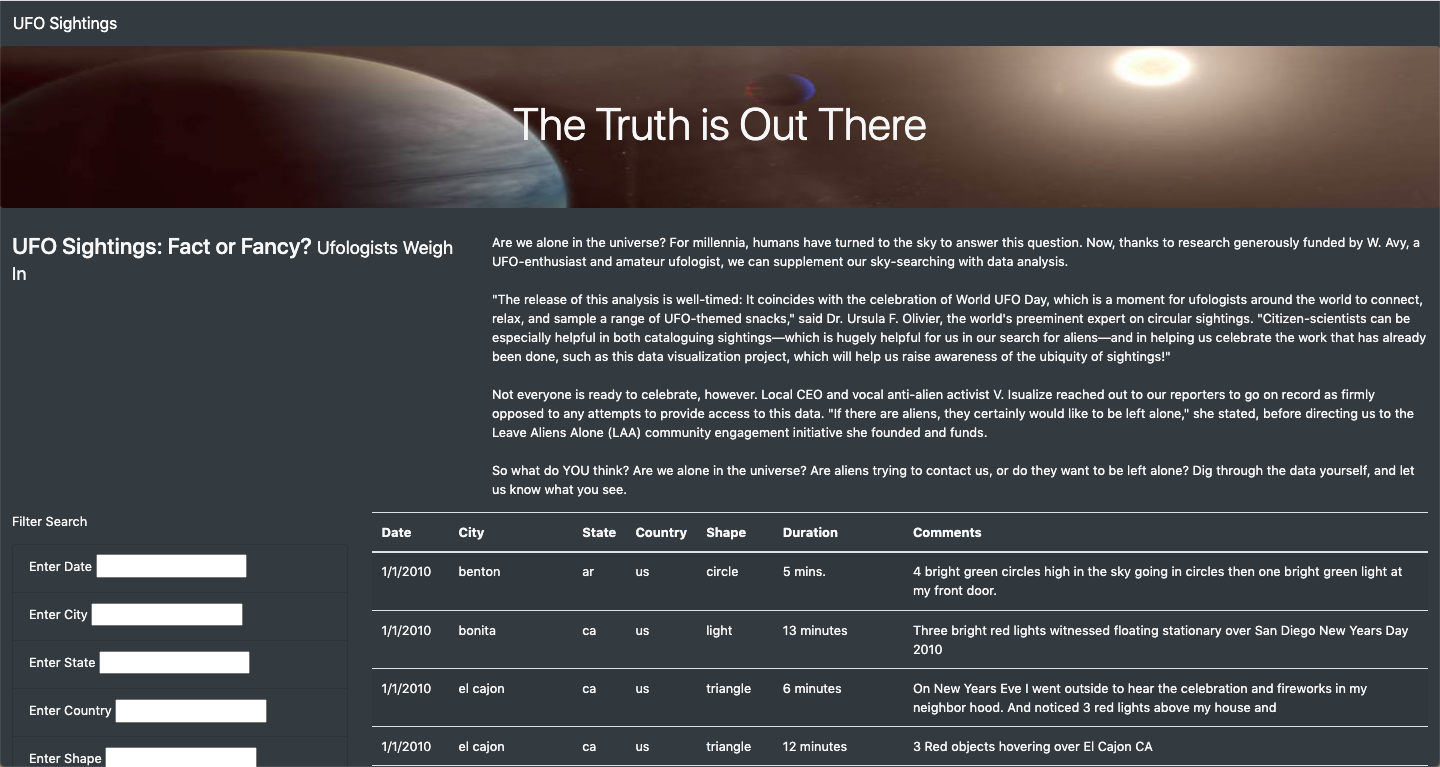 UFO Sightings
The Truth is Out There
UFO Sightings: Fact or Fancy? Ufologists Weigh
In
Are we alone in the universe? For millennia, humans have turned to the sky to answer this question. Now, thanks to research generously funded by W. Avy, a
UFO-enthusiast and amateur ufologist, we can supplement our sky-searching with data analysis.
"The release of this analysis is well-timed: It coincides with the celebration of World UFO Day, which is a moment for ufologists around the world to connect,
relax, and sample a range of UFO-themed snacks," said Dr. Ursula F. Olivier, the world's preeminent expert on circular sightings. "Citizen-scientists can be
especially helpful in both cataloguing sightings—which is hugely helpful for us in our search for aliens—and in helping us celebrate the work that has already
been done, such as this data visualization project, which will help us raise awareness of the ubiquity of sightings!"
Not everyone is ready to celebrate, however. Local CEO and vocal anti-alien activist V. Isualize reached out to our reporters to go on record as firmly
opposed to any attempts to provide access to this data. "If there are aliens, they certainly would like to be left alone," she stated, before directing us to the
Leave Aliens Alone (LAA) community engagement initiative she founded and funds.
So what do YOU think? Are we alone in the universe? Are aliens trying to contact us, or do they want to be left alone? Dig through the data yourself, and let
us know what you see.
Filter Search
Enter Date
Enter City
Enter State
Enter Country
Enter Shape
Date City State Country Shape Duration Comments
1/1/2010 benton ar us circle 5 mins. 4 bright green circles high in the sky going in circles then one bright green light at
my front door.
1/1/2010 bonita ca us light 13 minutes Three bright red lights witnessed floating stationary over San Diego New Years Day
2010
1/1/2010 el cajon ca us triangle 6 minutes On New Years Eve I went outside to hear the celebration and fireworks in my
neighbor hood. And noticed 3 red lights above my house and
1/1/2010 el cajon ca us triangle 12 minutes 3 Red objects hovering over El Cajon CA